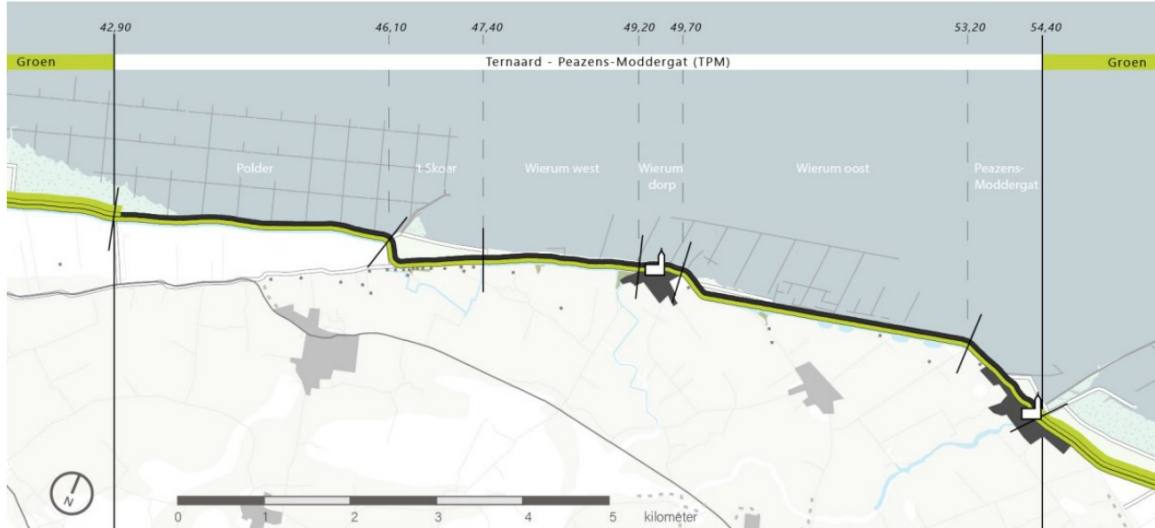 42,90 46,10 47,40 49,20 49,70 53,20 54,40
Groen Ternaard - Peazens-Moddergat (TPM) Groen
Polder 't Skoar Wierum west Wierum Wierum oost Peazens-
dorp Moddergat
N
0 1 2 3 4 5 kilometer